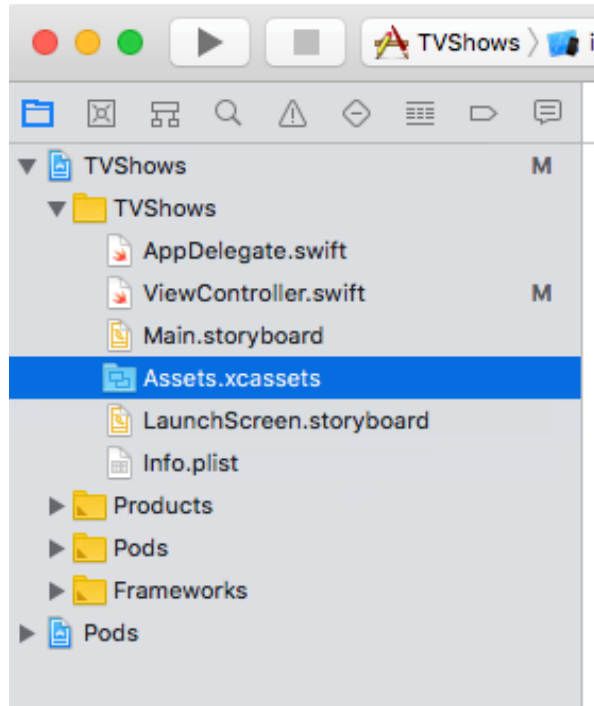 TVShows
TVShows M
TVShows
AppDelegate.swift
ViewController.swift M
Main.storyboard
Assets.xcassets
LaunchScreen.storyboard
Info.plist
Products
Pods
Frameworks
Pods